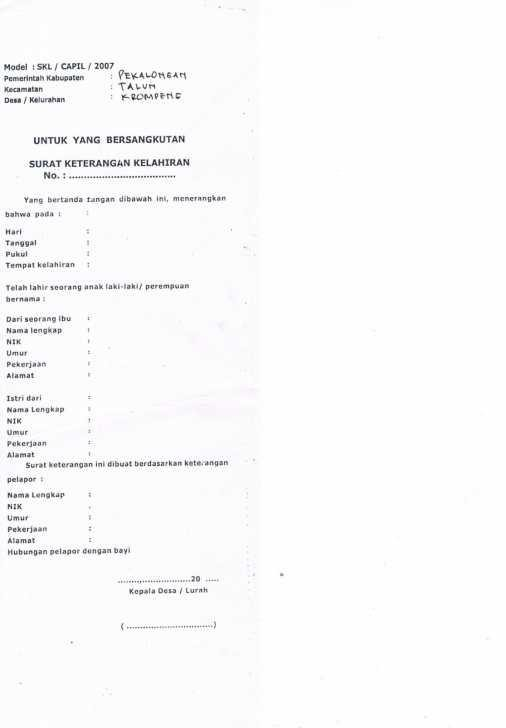 Model : SKL / CAPIL / 2007
Pemerintah Kabupaten : PEKALONGAN
Kecamatan : TALUN
Desa / Kelurahan : KROMPENG
UNTUK YANG BERSANGKUTAN
SURAT KETERANGAN KELAHIRAN
No. : ....................................
Yang bertanda tangan dibawah ini, menerangkan
bahwa pada :
Hari :
Tanggal :
Pukul :
Tempat kelahiran :
Telah lahir seorang anak laki-laki/ perempuan
bernama :
Dari seorang ibu :
Nama lengkap :
NIK :
Umur :
Pekerjaan :
Alamat :
Istri dari :
Nama Lengkap :
NIK :
Umur :
Pekerjaan :
Alamat :
Surat keterangan ini dibuat berdasarkan keterangan
pelapor :
Nama Lengkap :
NIK :
Umur :
Pekerjaan :
Alamat :
Hubungan pelapor dengan bayi
............................20 .....
Kepala Desa / Lurah
( ................................)